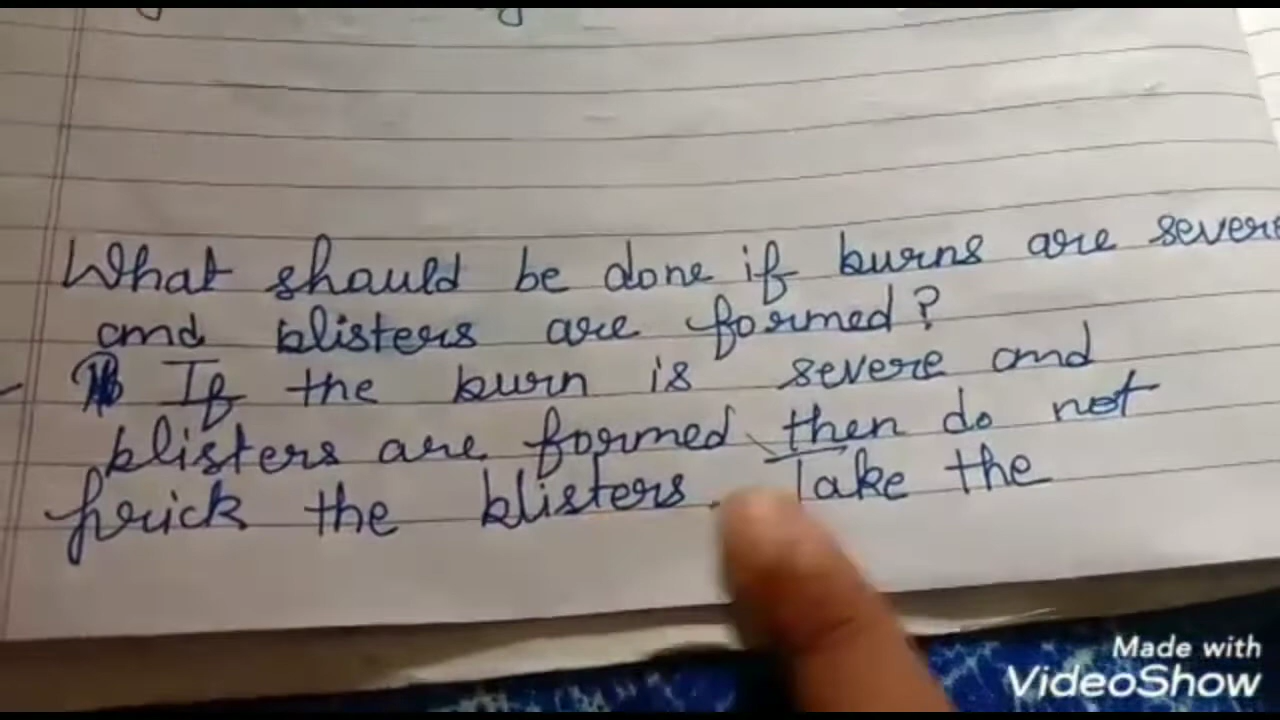 What should be done if burns are severe
and blisters are formed?
If the burn is severe and
blisters are formed then do not
prick the blisters. Take the
Made with
VideoShow